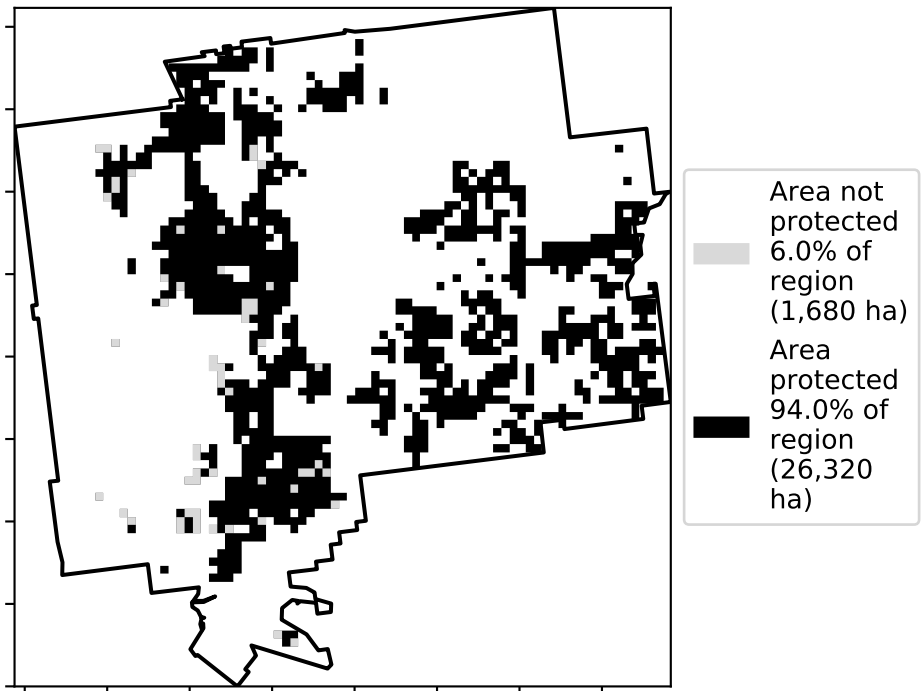 Area not
protected
6.0% of
region
(1,680 ha)
Area
protected
94.0% of
region
(26,320
ha)